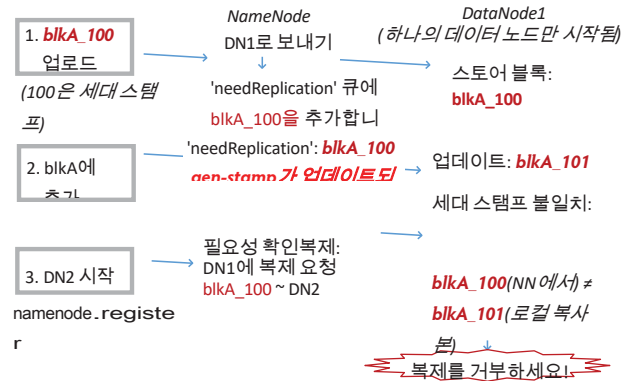 NameNode
DataNode1
(하나의 데이터 노드만 시작됨)
1. blkA_100
업로드
(100은 세대 스탬
프)
DN1로 보내기
'needReplication' 큐에
blkA_100을 추가합니
스토어 블록:
blkA_100
2. blkA에
추가
'needReplication': blkA_100
gen-stamp가 업데이트되
업데이트: blkA_101
세대 스탬프 불일치:
3. DN2 시작
namenode.registe
r
필요성 확인복제:
DN1에 복제 요청
blkA_100 ~ DN2
blkA_100(NN에서) ≠
blkA_101(로컬 복사
본)
복제를 거부하세요!